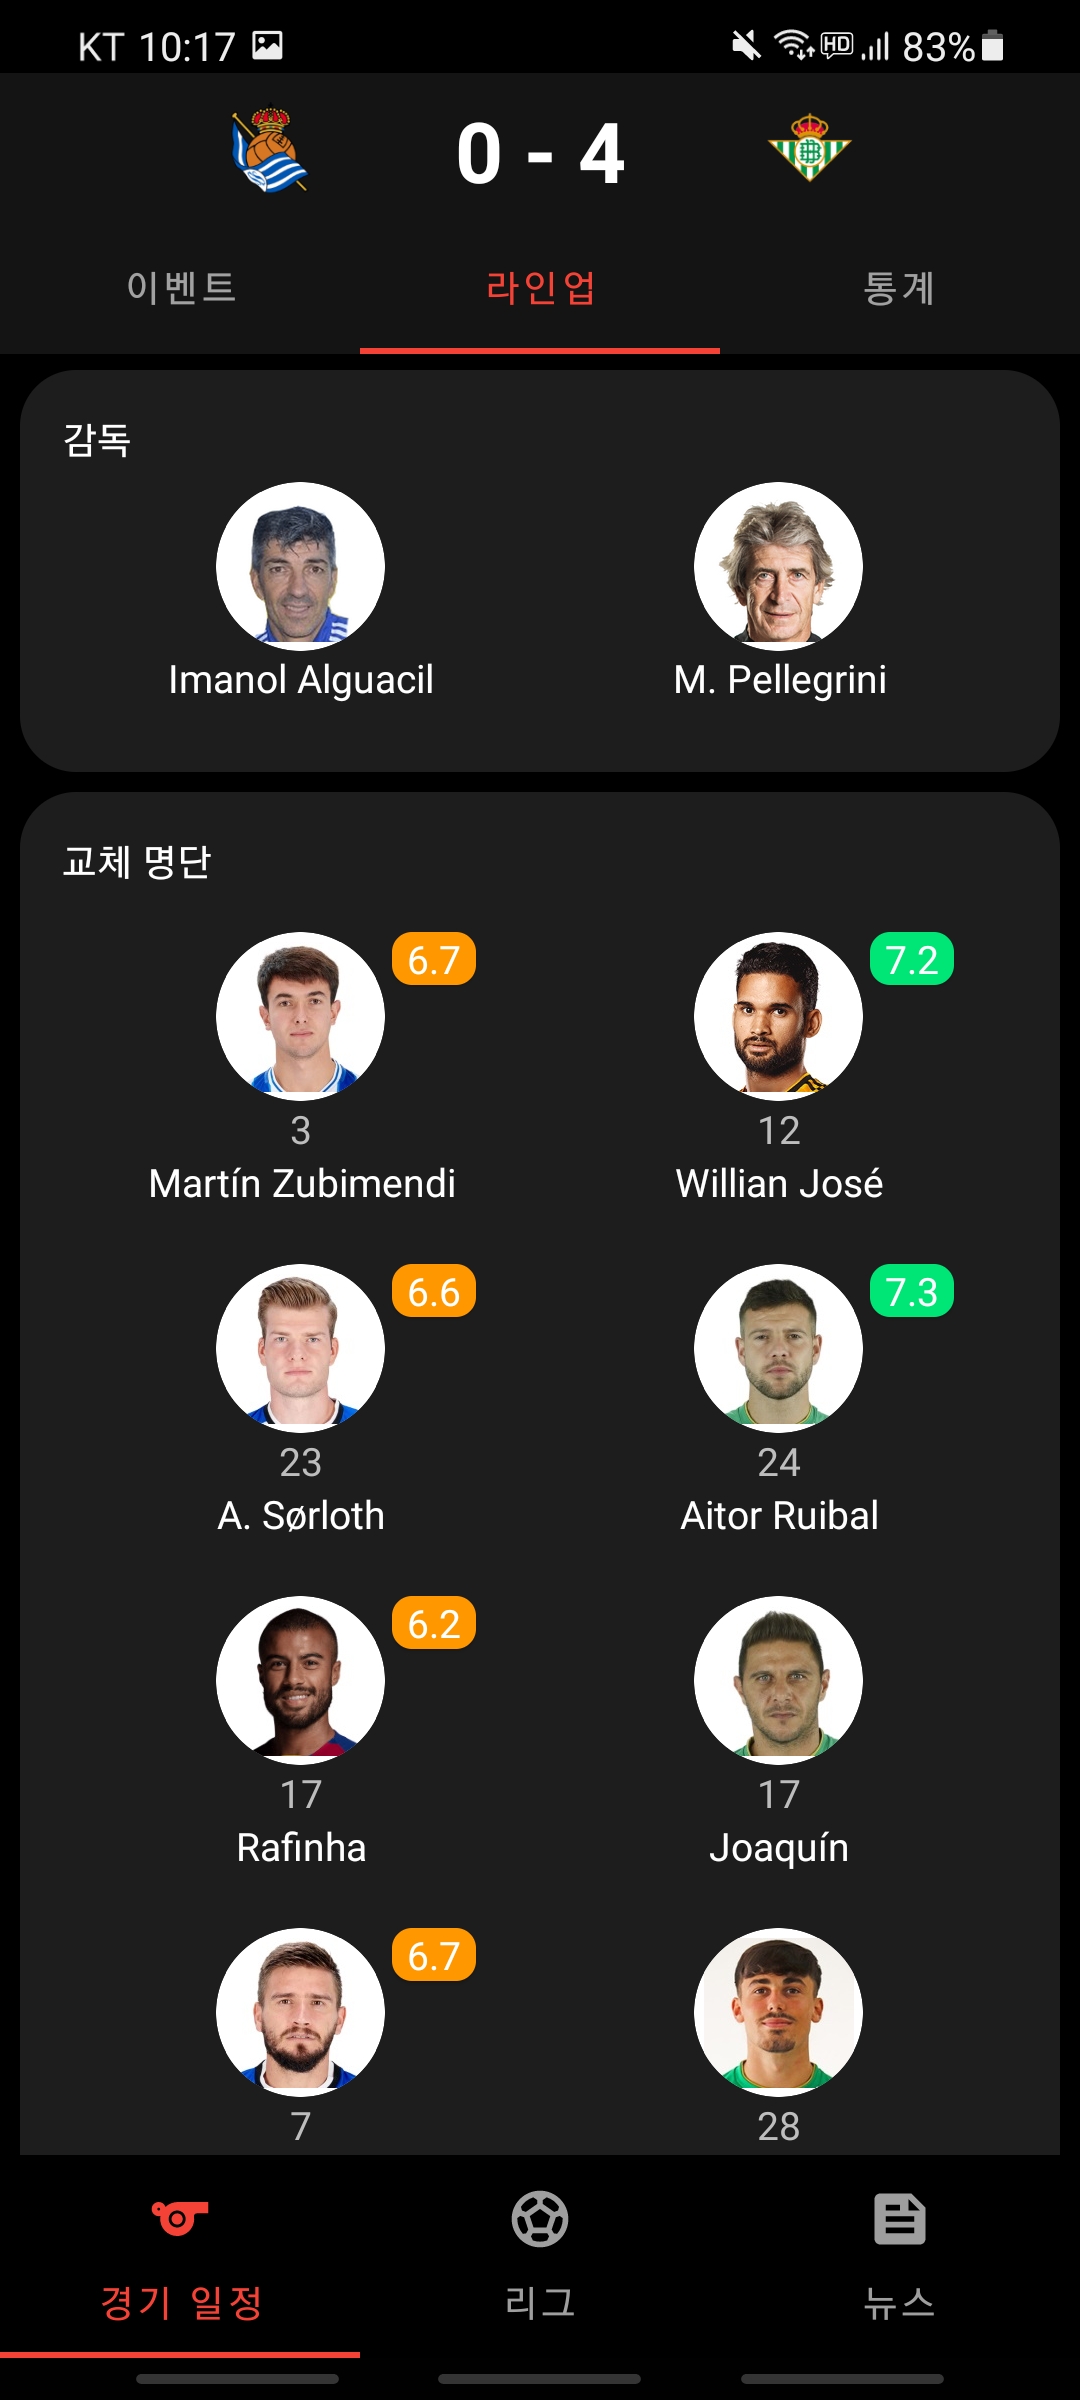 KT 10:17 HD 83%
0 - 4
이벤트 라인업 통계
감독
Imanol Alguacil M. Pellegrini
교체 명단
6.7 7.2
3 12
Martín Zubimendi Willian José
6.6 7.3
23 24
A. Sørloth Aitor Ruibal
6.2
17 17
Rafinha Joaquín
6.7
7 28
경기 일정 리그 뉴스